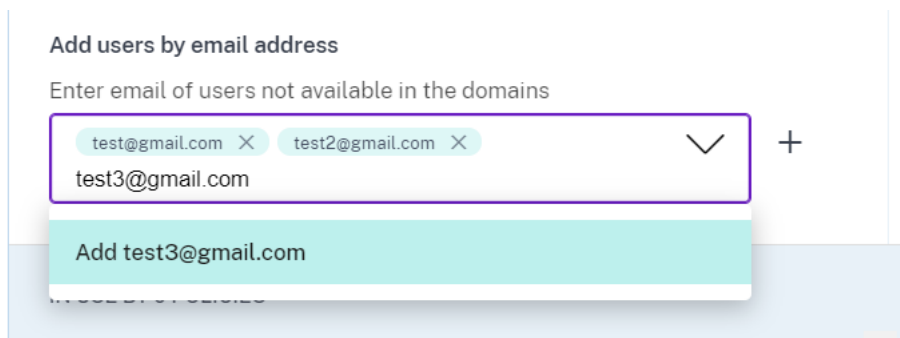 Add users by email address
Enter email of users not available in the domains
test@gmail.com test2@gmail.com
test3@gmail.com
Add test3@gmail.com